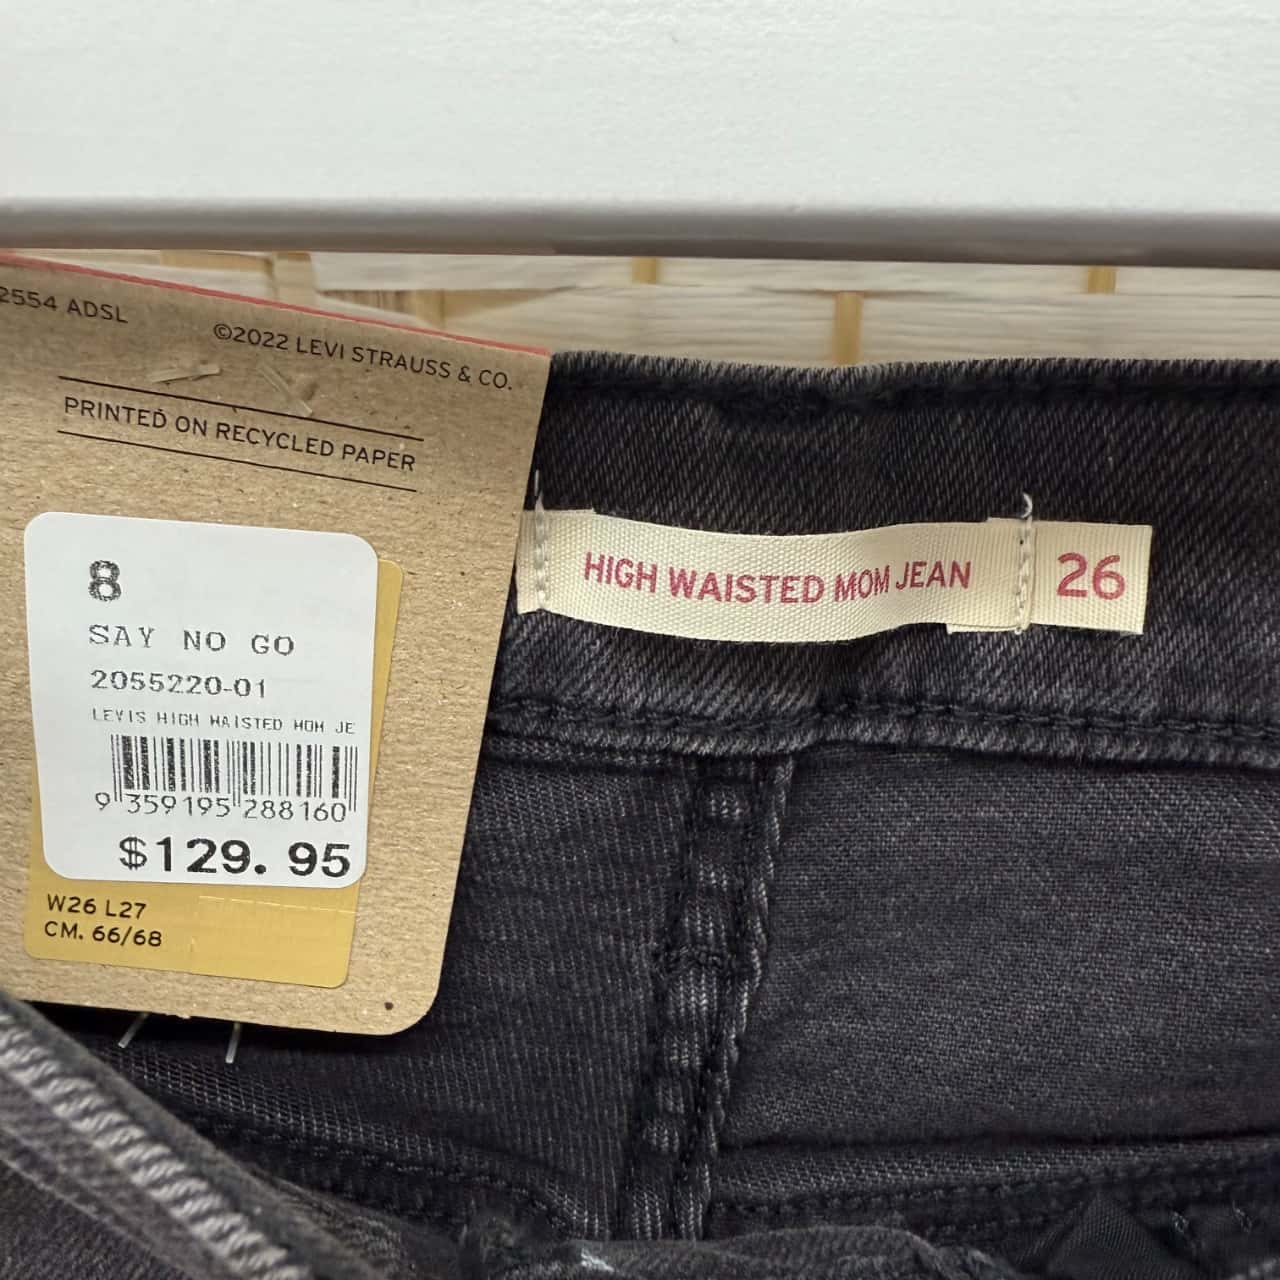 2554 ADSL
©2022 LEVI STRAUSS & CO.
PRINTED ON RECYCLED PAPER
8
SAY NO GO
2055220-01
LEVIS HIGH WAISTED MOM JE
9 359195 288160
$129.95
W26 L27
CM. 66/68
HIGH WAISTED MOM JEAN 26